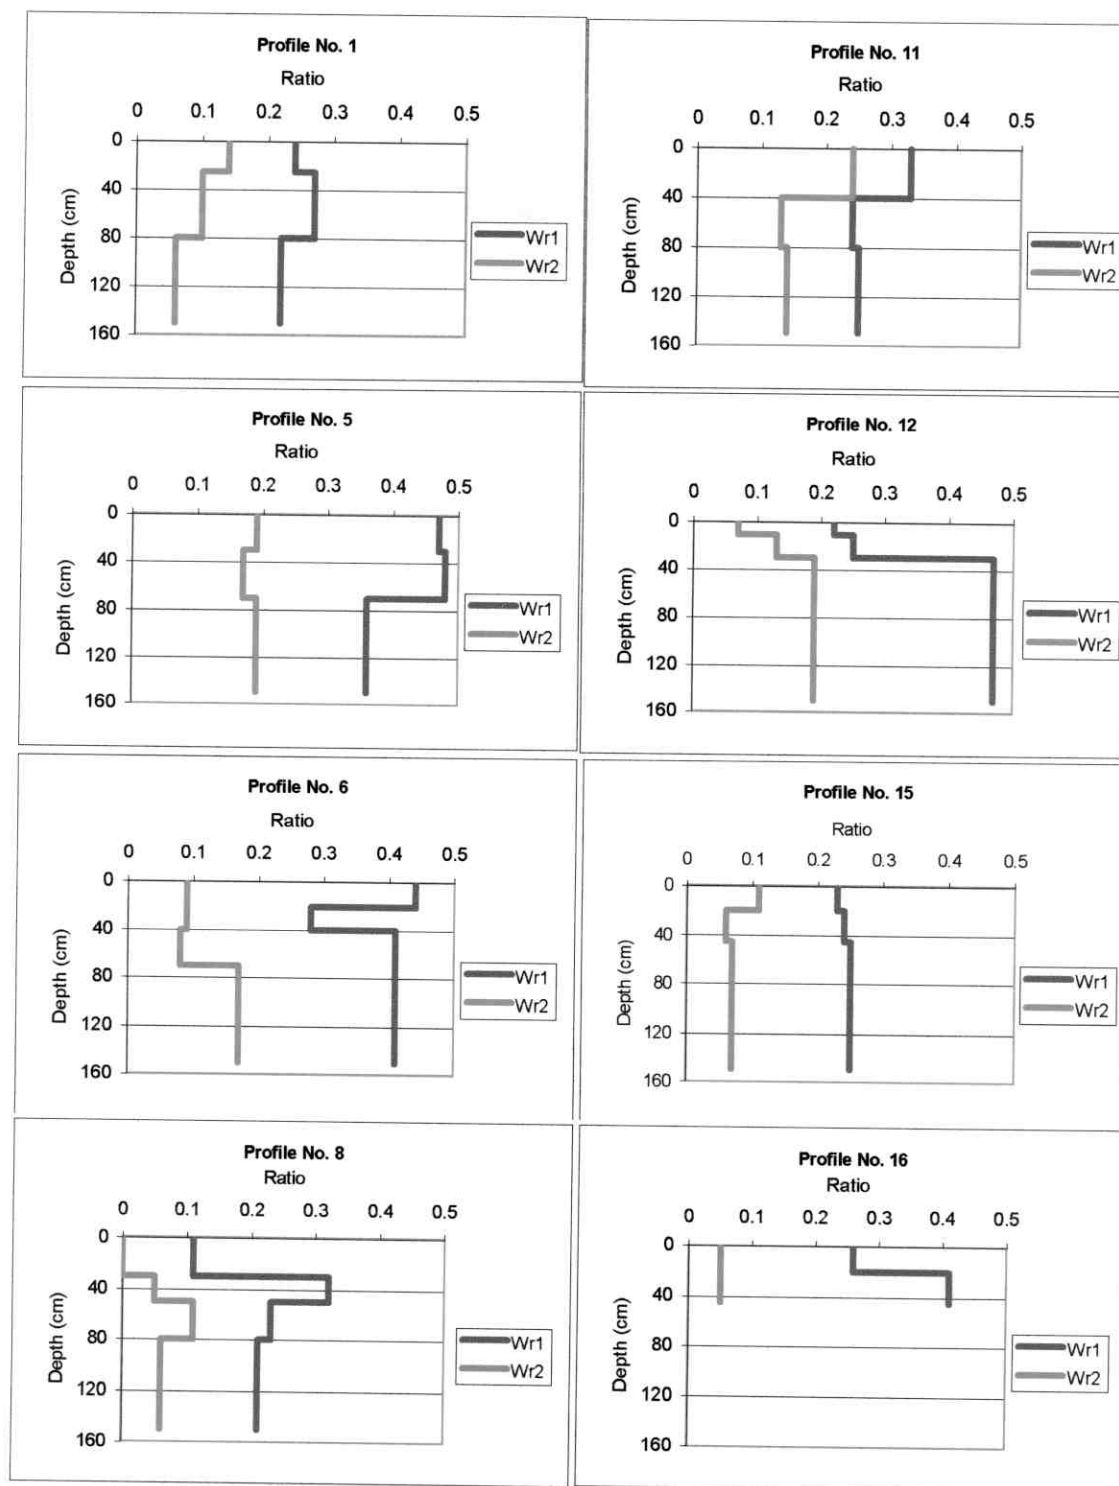 Profile No. 1
Ratio
0 0.1 0.2 0.3 0.4 0.5
0
40
80
120
160
Depth (cm)
Wr1
Wr2
Profile No. 11
Ratio
0 0.1 0.2 0.3 0.4 0.5
0
40
80
120
160
Depth (cm)
Wr1
Wr2
Profile No. 5
Ratio
0 0.1 0.2 0.3 0.4 0.5
0
40
80
120
160
Depth (cm)
Wr1
Wr2
Profile No. 12
Ratio
0 0.1 0.2 0.3 0.4 0.5
0
40
80
120
160
Depth (cm)
Wr1
Wr2
Profile No. 6
Ratio
0 0.1 0.2 0.3 0.4 0.5
0
40
80
120
160
Depth (cm)
Wr1
Wr2
Profile No. 15
Ratio
0 0.1 0.2 0.3 0.4 0.5
0
40
80
120
160
Depth (cm)
Wr1
Wr2
Profile No. 8
Ratio
0 0.1 0.2 0.3 0.4 0.5
0
40
80
120
160
Depth (cm)
Wr1
Wr2
Profile No. 16
Ratio
0 0.1 0.2 0.3 0.4 0.5
0
40
80
120
160
Depth (cm)
Wr1
Wr2